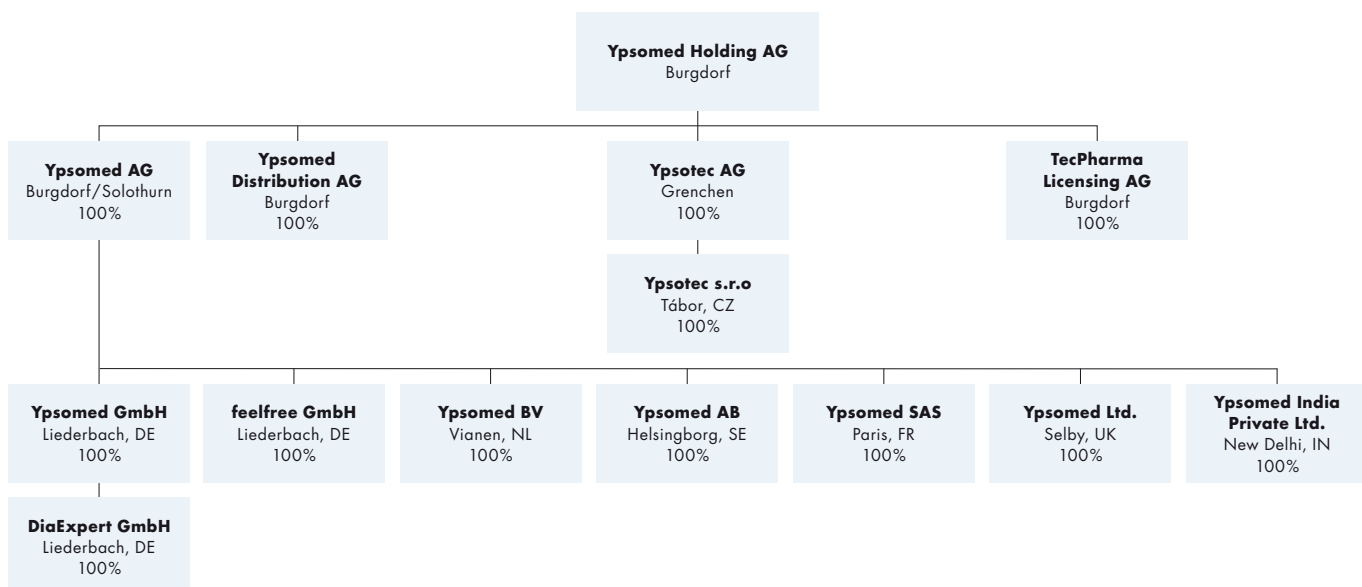 Ypsomed Holding AG
Burgdorf
Ypsomed AG
Burgdorf/Solothurn
100%
Ypsomed
Distribution AG
Burgdorf
100%
Ypsotec AG
Grenchen
100%
TecPharma
Licensing AG
Burgdorf
100%
Ypsotec s.r.o
Tábor, CZ
100%
Ypsomed GmbH
Liederbach, DE
100%
feelfree GmbH
Liederbach, DE
100%
Ypsomed BV
Vianen, NL
100%
Ypsomed AB
Helsingborg, SE
100%
Ypsomed SAS
Paris, FR
100%
Ypsomed Ltd.
Selby, UK
100%
Ypsomed India
Private Ltd.
New Delhi, IN
100%
DiaExpert GmbH
Liederbach, DE
100%